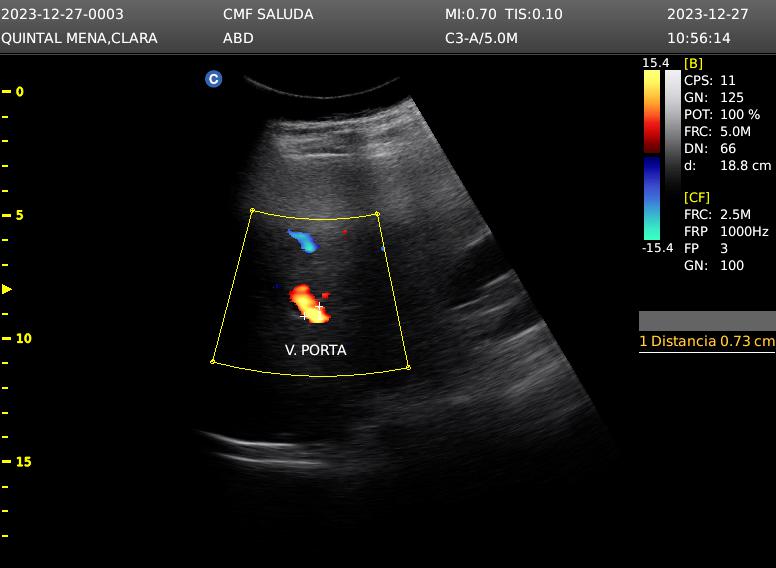 2023-12-27-0003 CMF SALUDA MI:0.70 TIS:0.10 2023-12-27
QUINTAL MENA,CLARA ABD C3-A/5.0M 10:56:14
C
15.4
[B]
CPS: 11
GN: 125
POT: 100 %
FRC: 5.0M
DN: 66
d: 18.8 cm
[CF]
FRC: 2.5M
FRP 1000Hz
-15.4
FP 3
GN: 100
0
5
10
15
V. PORTA
1 Distancia 0.73 cm